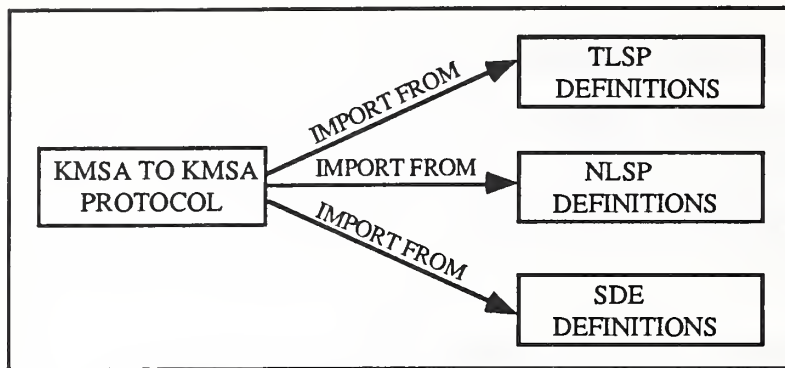 TLSP
DEFINITIONS
IMPORT FROM
KMSA TO KMSA
PROTOCOL
IMPORT FROM
NLSP
DEFINITIONS
IMPORT FROM
SDE
DEFINITIONS